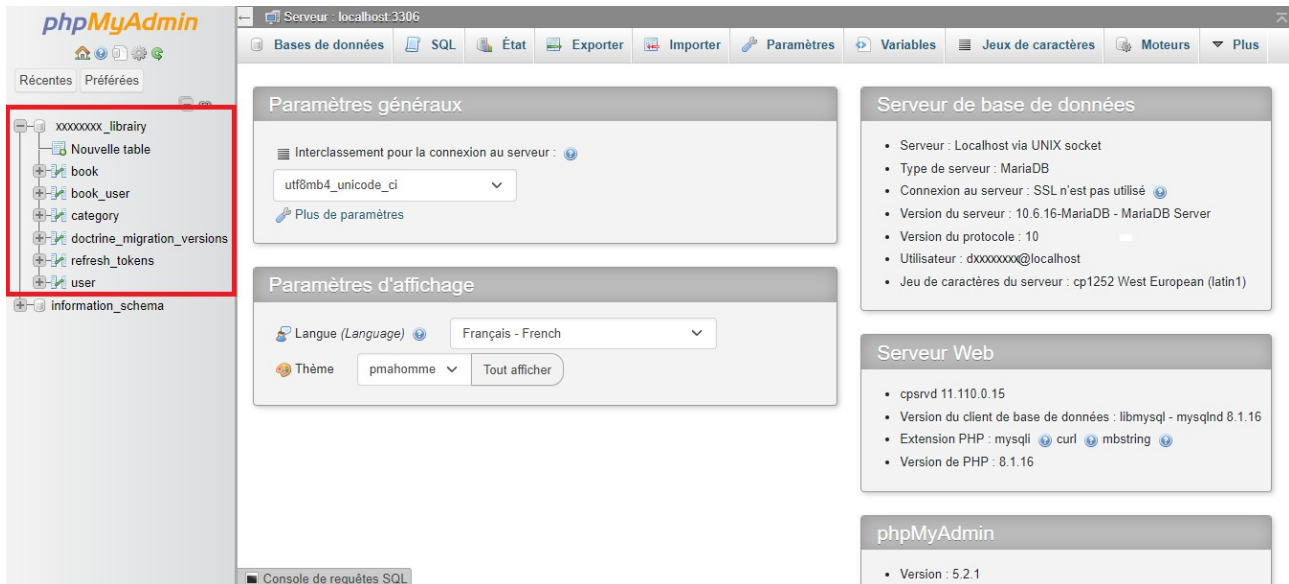 phpMyAdmin
Récentes Préférées
xxxxxxxx_librairy
Nouvelle table
book
book_user
category
doctrine_migration_versions
refresh_tokens
user
information_schema
Serveur : localhost:3306
Bases de données SQL État Exporter Importer Paramètres Variables Jeux de caractères Moteurs Plus
Paramètres généraux
Interclassement pour la connexion au serveur :
utf8mb4_unicode_ci
Plus de paramètres
Paramètres d'affichage
Langue (Language) Français - French
Thème pmahomme Tout afficher
Console de requêtes SQL
Serveur de base de données
• Serveur : Localhost via UNIX socket
• Type de serveur : MariaDB
• Connexion au serveur : SSL n'est pas utilisé
• Version du serveur : 10.6.16-MariaDB - MariaDB Server
• Version du protocole : 10
• Utilisateur : dxxxxxxxx@localhost
• Jeu de caractères du serveur : cp1252 West European (latin1)
Serveur Web
• cpsrvd 11.110.0.15
• Version du client de base de données : libmysql - mysqlnd 8.1.16
• Extension PHP : mysqli curl mbstring
• Version de PHP : 8.1.16
phpMyAdmin
• Version : 5.2.1